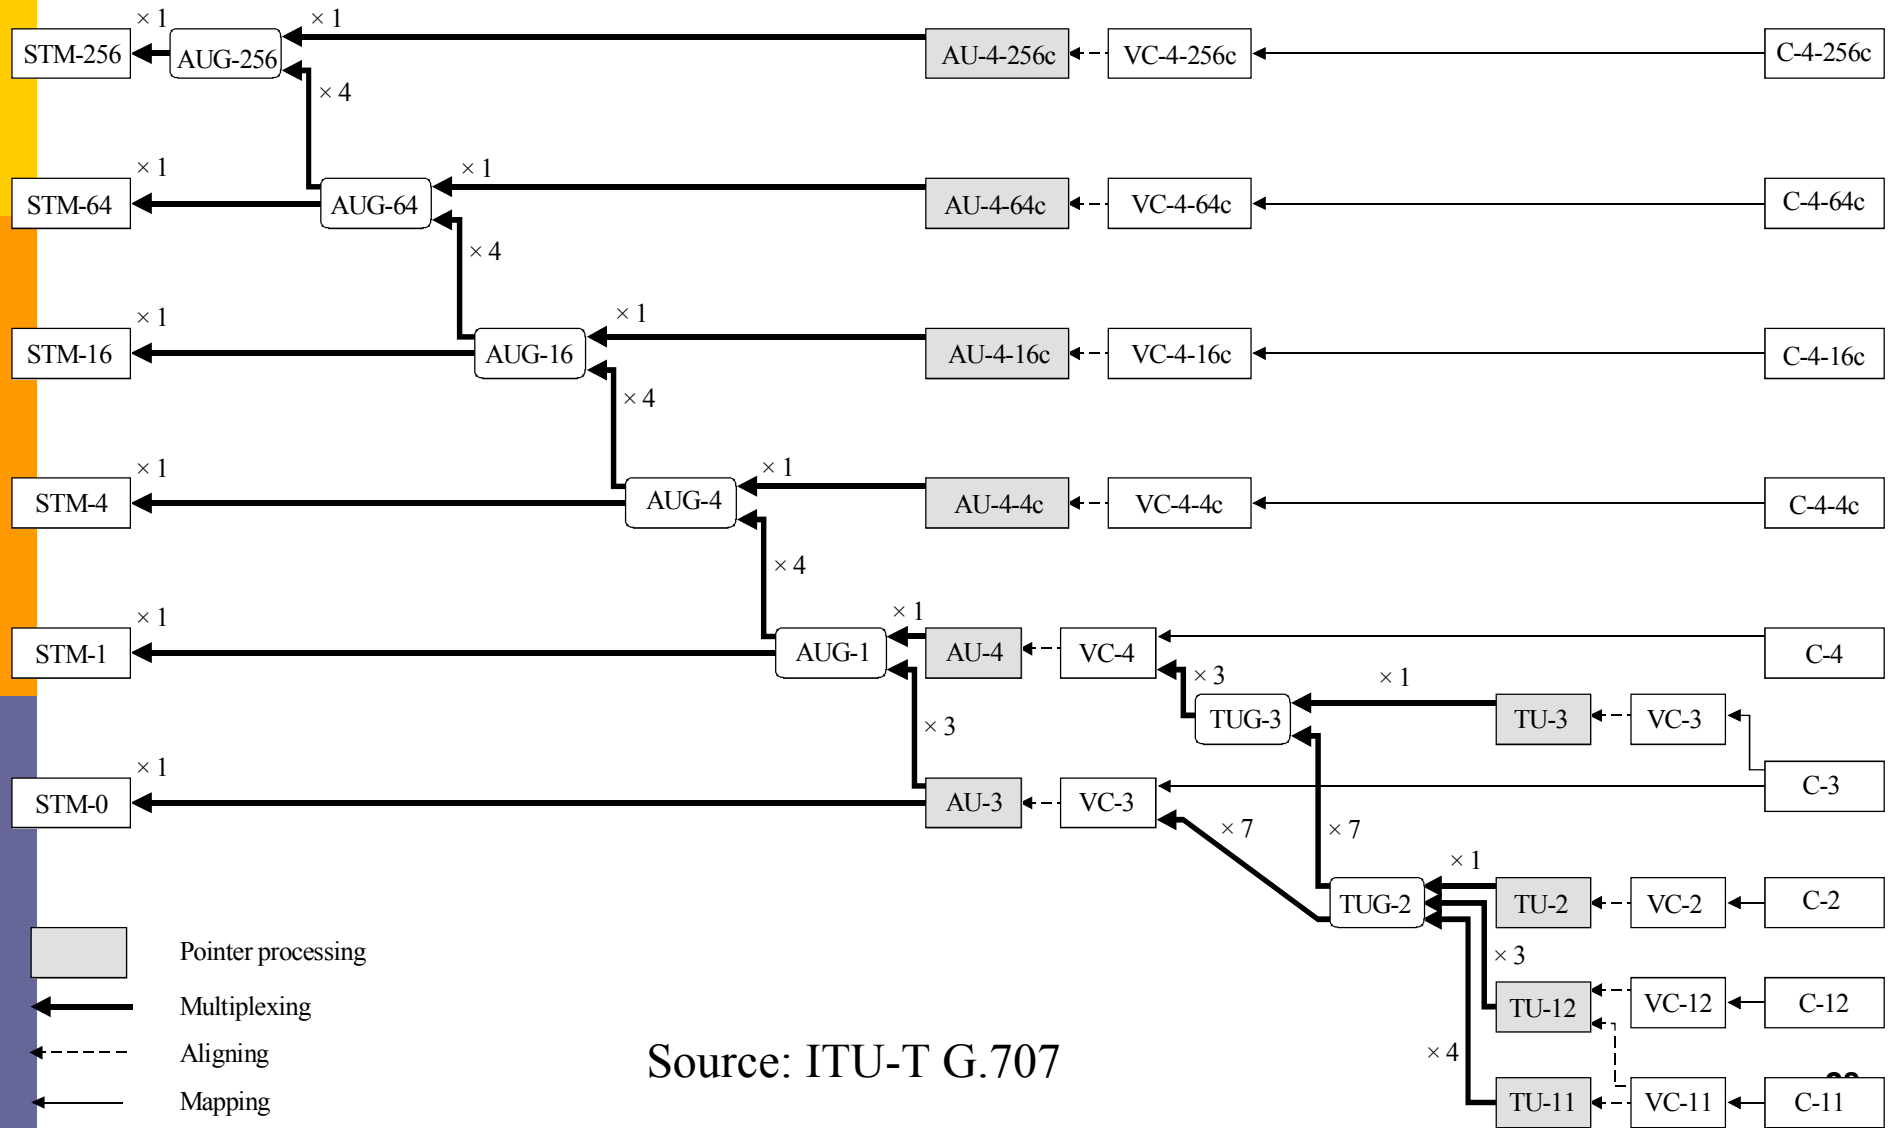 × 1
× 1
STM-256
AUG-256
AU-4-256c
VC-4-256c
C-4-256c
× 4
× 1
× 1
STM-64
AUG-64
AU-4-64c
VC-4-64c
C-4-64c
× 4
× 1
× 1
STM-16
AUG-16
AU-4-16c
VC-4-16c
C-4-16c
× 4
× 1
× 1
STM-4
AUG-4
AU-4-4c
VC-4-4c
C-4-4c
× 4
× 1
× 1
STM-1
AUG-1
AU-4
VC-4
C-4
× 3
× 1
TUG-3
TU-3
VC-3
× 3
× 1
STM-0
AU-3
VC-3
C-3
× 7
× 7
× 1
TUG-2
TU-2
VC-2
C-2
× 3
TU-12
VC-12
C-12
× 4
TU-11
VC-11
C-11
Pointer processing
Multiplexing
Aligning
Mapping
Source: ITU-T G.707